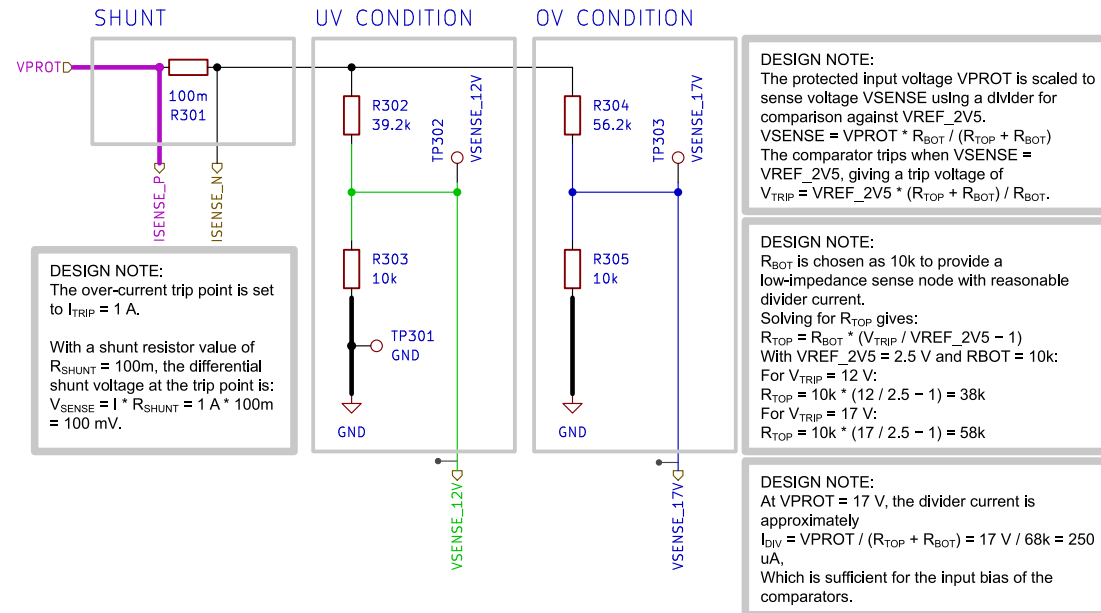 SHUNT
UV CONDITION
OV CONDITION
VPROT
100m
R301
ISENSE_P
ISENSE_N
R302
39.2k
TP302
VSENSE_12V
R303
10k
TP301
GND
GND
VSENSE_12V
R304
56.2k
TP303
VSENSE_17V
R305
10k
GND
VSENSE_17V
DESIGN NOTE:
The over-current trip point is set
to ITRIP = 1 A.
With a shunt resistor value of
RSHUNT = 100m, the differential
shunt voltage at the trip point is:
VSENSE = I * RSHUNT = 1 A * 100m
= 100 mV.
DESIGN NOTE:
The protected input voltage VPROT is scaled to
sense voltage VSENSE using a divider for
comparison against VREF_2V5.
VSENSE = VPROT * RBOT / (RTOP + RBOT)
The comparator trips when VSENSE =
VREF_2V5, giving a trip voltage of
VTRIP = VREF_2V5 * (RTOP + RBOT) / RBOT.
DESIGN NOTE:
RBOT is chosen as 10k to provide a
low-impedance sense node with reasonable
divider current.
Solving for RTOP gives:
RTOP = RBOT * (VTRIP / VREF_2V5 − 1)
With VREF_2V5 = 2.5 V and RBOT = 10k:
For VTRIP = 12 V:
RTOP = 10k * (12 / 2.5 − 1) = 38k
For VTRIP = 17 V:
RTOP = 10k * (17 / 2.5 − 1) = 58k
DESIGN NOTE:
At VPROT = 17 V, the divider current is
approximately
IDIV = VPROT / (RTOP + RBOT) = 17 V / 68k = 250
uA,
Which is sufficient for the input bias of the
comparators.